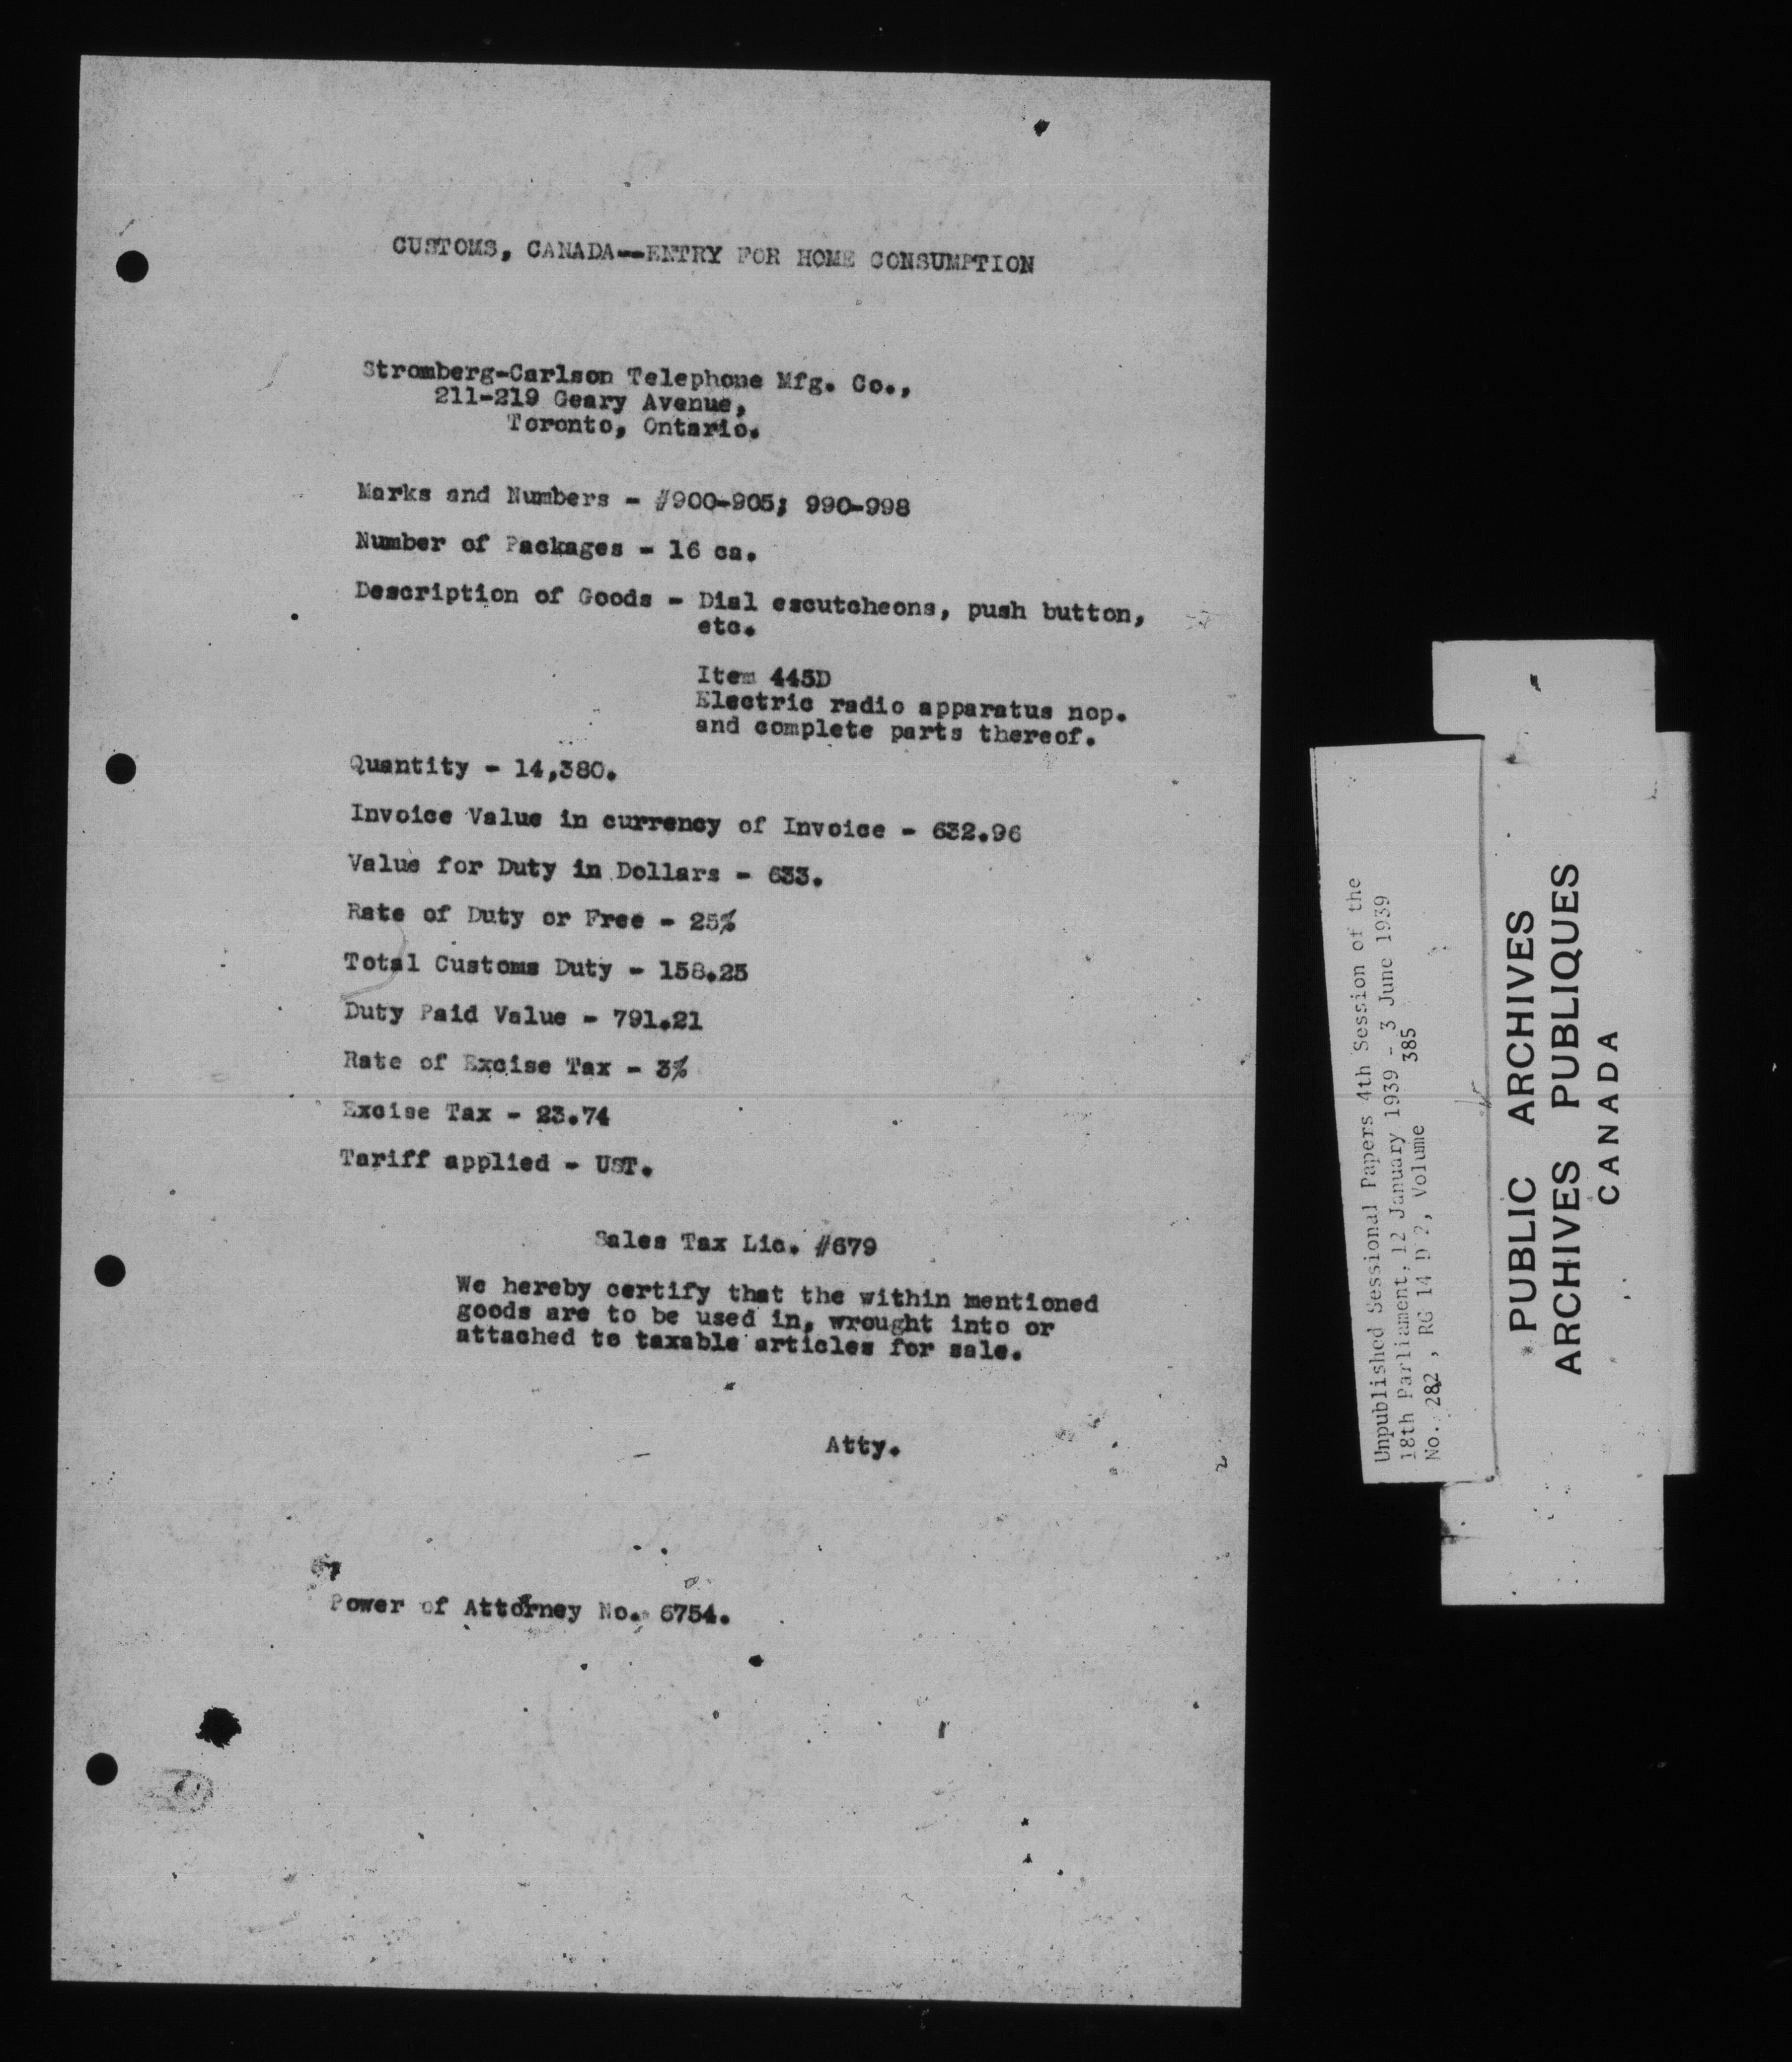 CUSTOMS, CANADA--ENTRY FOR HOME CONSUMPTION
Stromberg-Carlson Telephone Mfg. Co.,
211-219 Geary Avenue,
Toronto, Ontario.
Marks and Numbers - #900-905; 990-998
Number of Packages - 16 ca.
Description of Goods - Dial escutcheons, push button,
etc.
Item 445D
Electric radio apparatus nop.
and complete parts thereof.
Quantity - 14,380.
Invoice Value in currency of Invoice - 632.96
Value for Duty in Dollars - 633.
Rate of Duty or Free - 25%
Total Customs Duty - 158.25
Duty Paid Value - 791.21
Rate of Excise Tax - 3%
Excise Tax - 23.74
Tariff applied - UST.
Sales Tax Lic. #679
We hereby certify that the within mentioned
goods are to be used in, wrought into or
attached to taxable articles for sale.
Atty.
Power of Attorney No. 6754.
Unpublished Sessional Papers 4th Session of the
18th Parliament, 12 January 1939 - 3 June 1939
No. 282, RG 14 D 2, Volume 385
PUBLIC ARCHIVES
ARCHIVES PUBLIQUES
CANADA